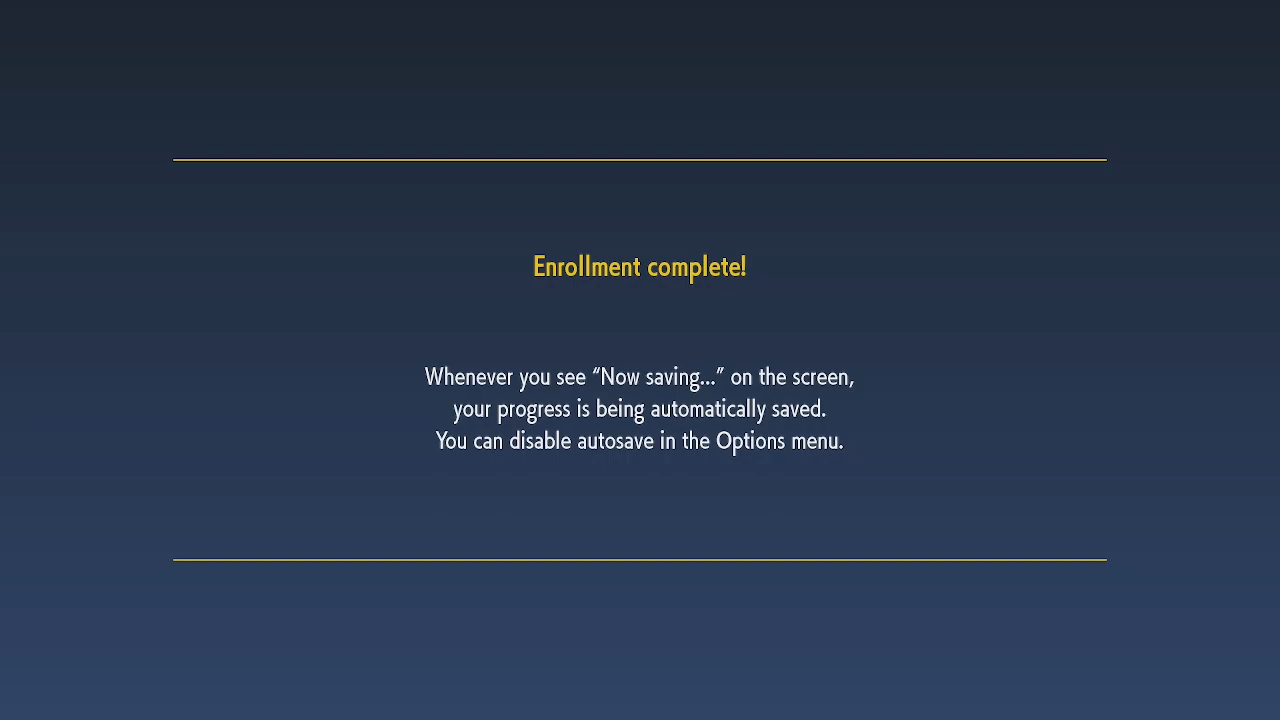 Enrollment complete!
Whenever you see “Now saving...” on the screen,
your progress is being automatically saved.
You can disable autosave in the Options menu.